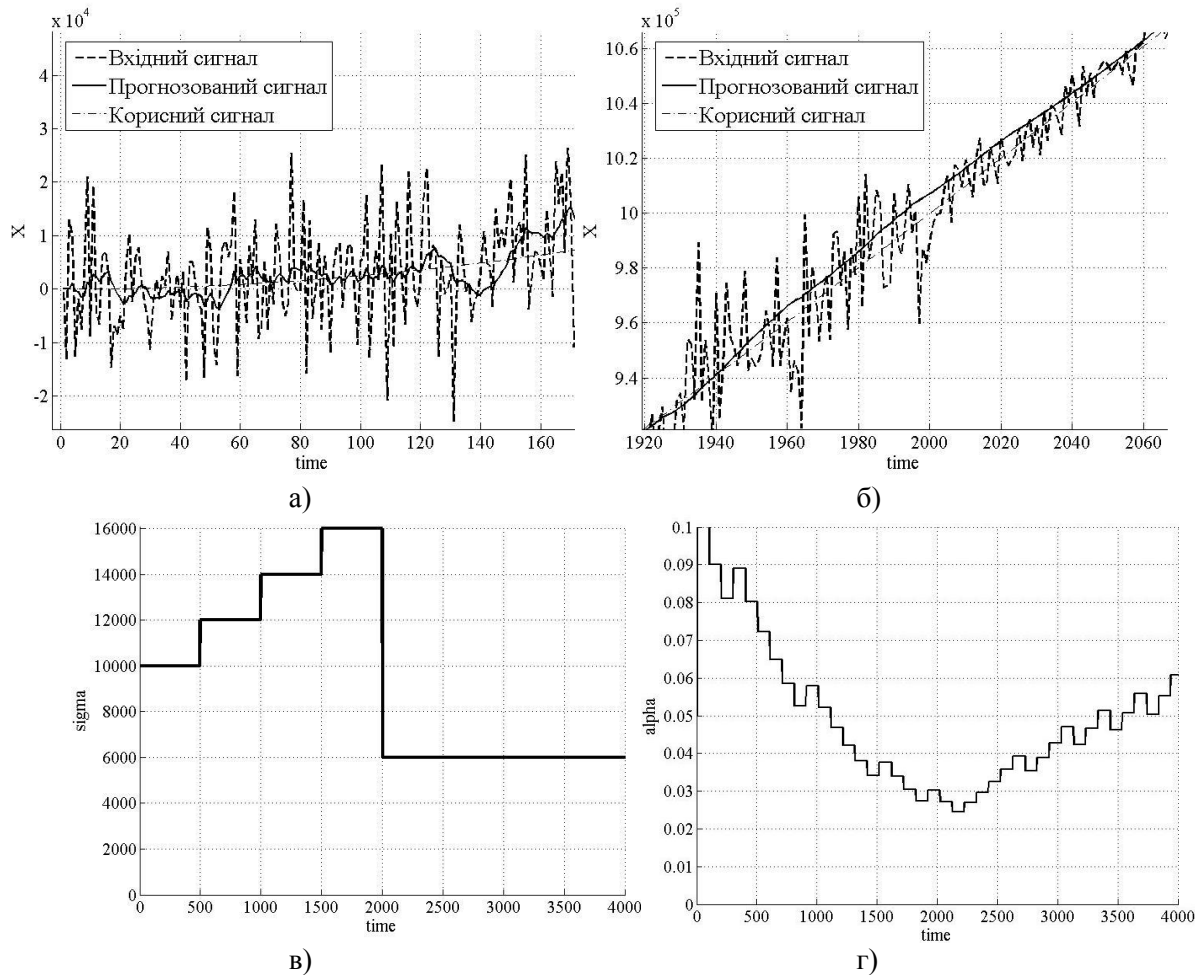 x 10^4
Вхідний сигнал
Прогнозований сигнал
Корисний сигнал
4
3
2
1
0
-1
-2
X
0 20 40 60 80 100 120 140 160
time
а)
x 10^5
Вхідний сигнал
Прогнозований сигнал
Корисний сигнал
10.6
10.4
10.2
10
9.8
9.6
9.4
X
1920 1940 1960 1980 2000 2020 2040 2060
time
б)
16000
14000
12000
10000
8000
6000
4000
2000
0
sigma
0 500 1000 1500 2000 2500 3000 3500 4000
time
в)
0.1
0.09
0.08
0.07
0.06
0.05
0.04
0.03
0.02
0.01
0
alpha
0 500 1000 1500 2000 2500 3000 3500 4000
time
г)